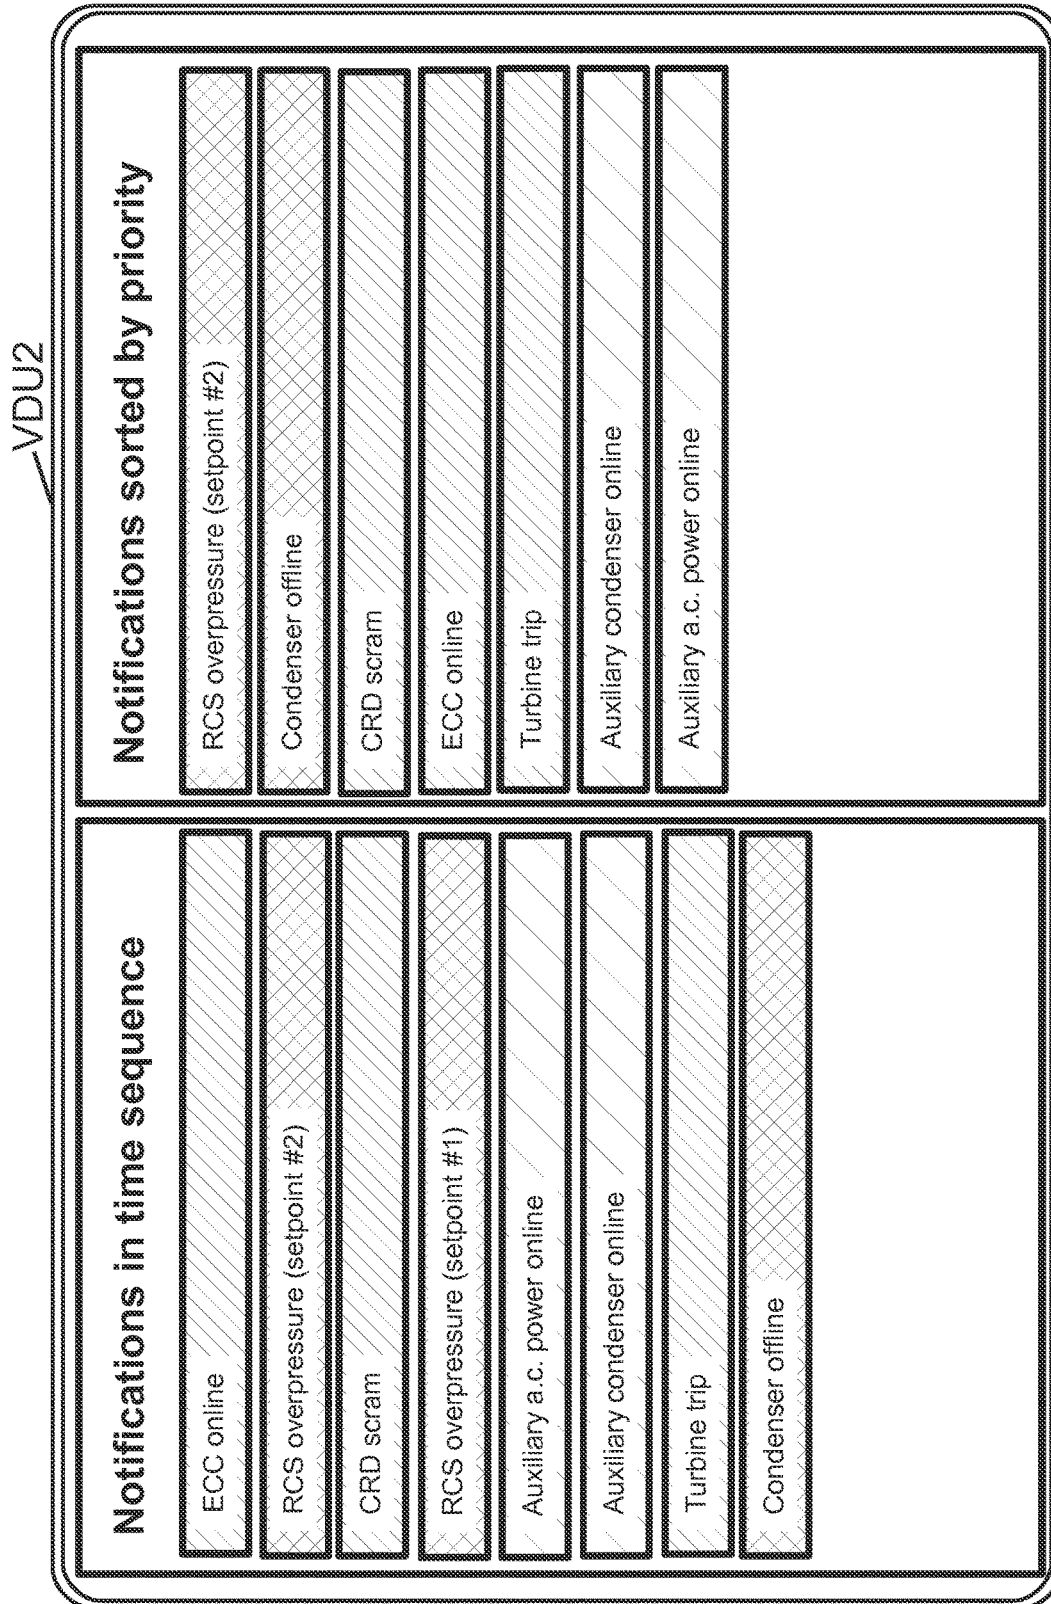 VDU2
Notifications in time sequence
ECC online
RCS overpressure (setpoint #2)
CRD scram
RCS overpressure (setpoint #1)
Auxiliary a.c. power online
Auxiliary condenser online
Turbine trip
Condenser offline
Notifications sorted by priority
RCS overpressure (setpoint #2)
Condenser offline
CRD scram
ECC online
Turbine trip
Auxiliary condenser online
Auxiliary a.c. power online